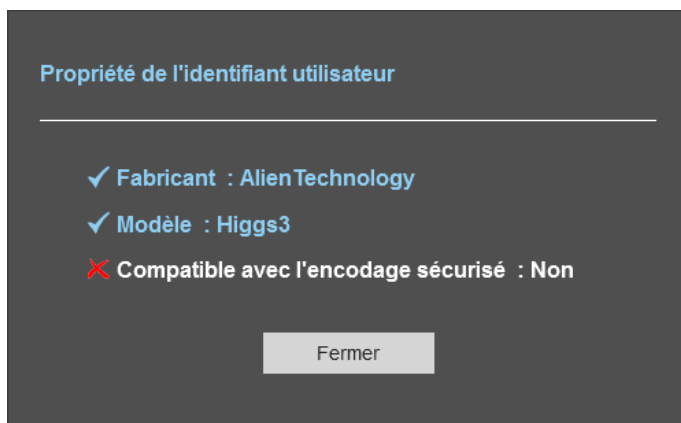 Propriété de l'identifiant utilisateur
Fabricant : AlienTechnology
Modèle : Higgs3
Compatible avec l'encodage sécurisé : Non
Fermer